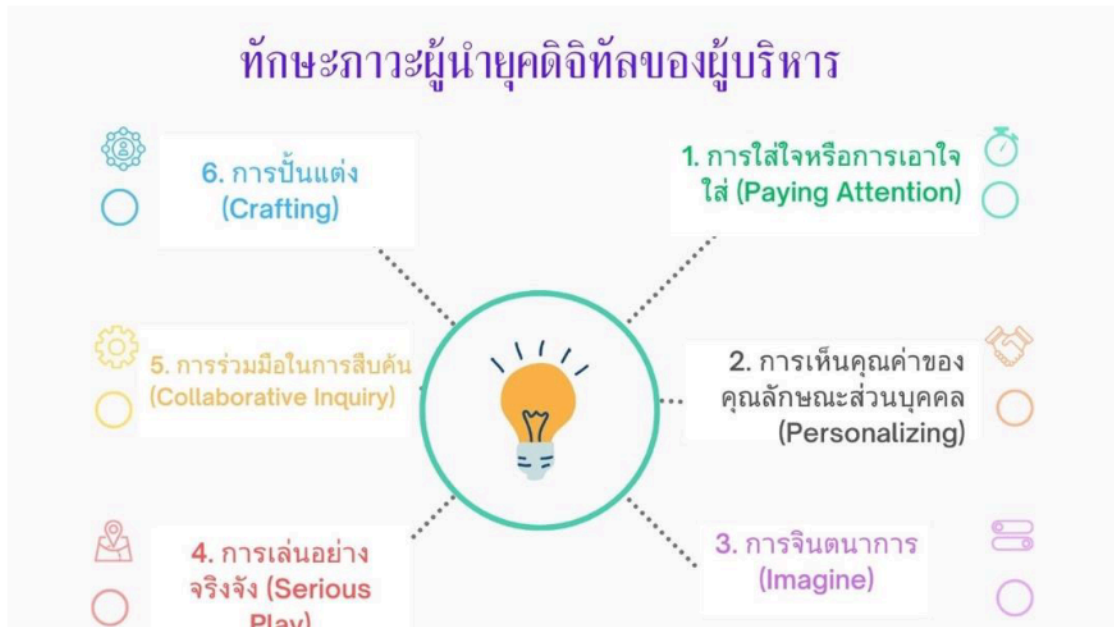 ทักษะภาวะผู้นำยุคดิจิทัลของผู้บริหาร
1. การใส่ใจหรือการเอาใจ
ใส่ (Paying Attention)
2. การเห็นคุณค่าของ
คุณลักษณะส่วนบุคคล
(Personalizing)
3. การจินตนาการ
(Imagine)
4. การเล่นอย่าง
จริงจัง (Serious
Play)
5. การร่วมมือในการสืบค้น
(Collaborative Inquiry)
6. การปั้นแต่ง
(Crafting)